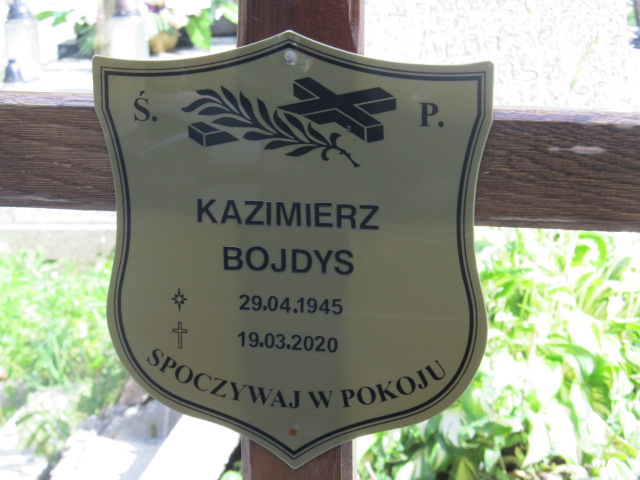 Ś. P.
KAZIMIERZ
BOJDYS
29.04.1945
19.03.2020
SPOCZYWAJ W POKOJU